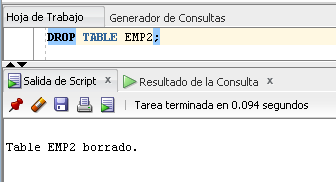 Hoja de Trabajo Generador de Consultas
DROP TABLE EMP2;
Salida de Script x Resultado de la Consulta x
Tarea terminada en 0.094 segundos
Table EMP2 borrado.